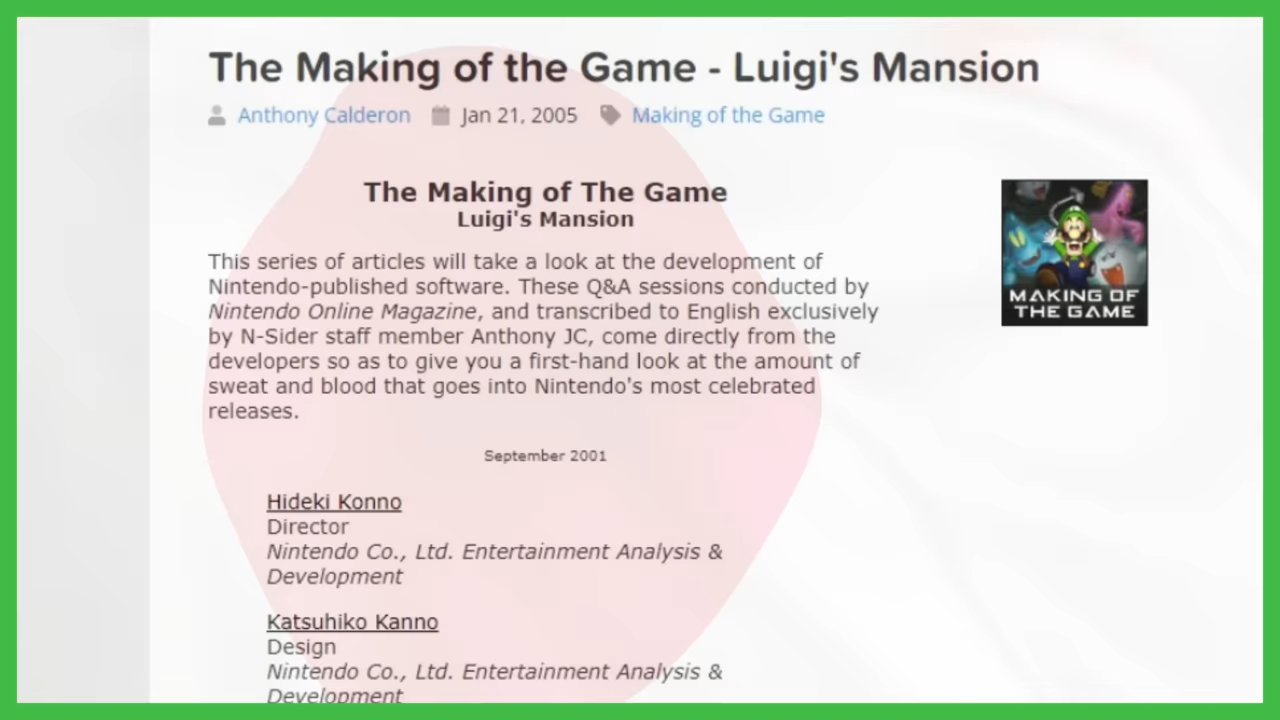 The Making of the Game - Luigi's Mansion
Anthony Calderon Jan 21, 2005 Making of the Game
The Making of The Game
Luigi's Mansion
This series of articles will take a look at the development of
Nintendo-published software. These Q&A sessions conducted by
Nintendo Online Magazine, and transcribed to English exclusively
by N-Sider staff member Anthony JC, come directly from the
developers so as to give you a first-hand look at the amount of
sweat and blood that goes into Nintendo's most celebrated
releases.
MAKING OF
THE GAME
September 2001
Hideki Konno
Director
Nintendo Co., Ltd. Entertainment Analysis &
Development
Katsuhiko Kanno
Design
Nintendo Co., Ltd. Entertainment Analysis &
Development